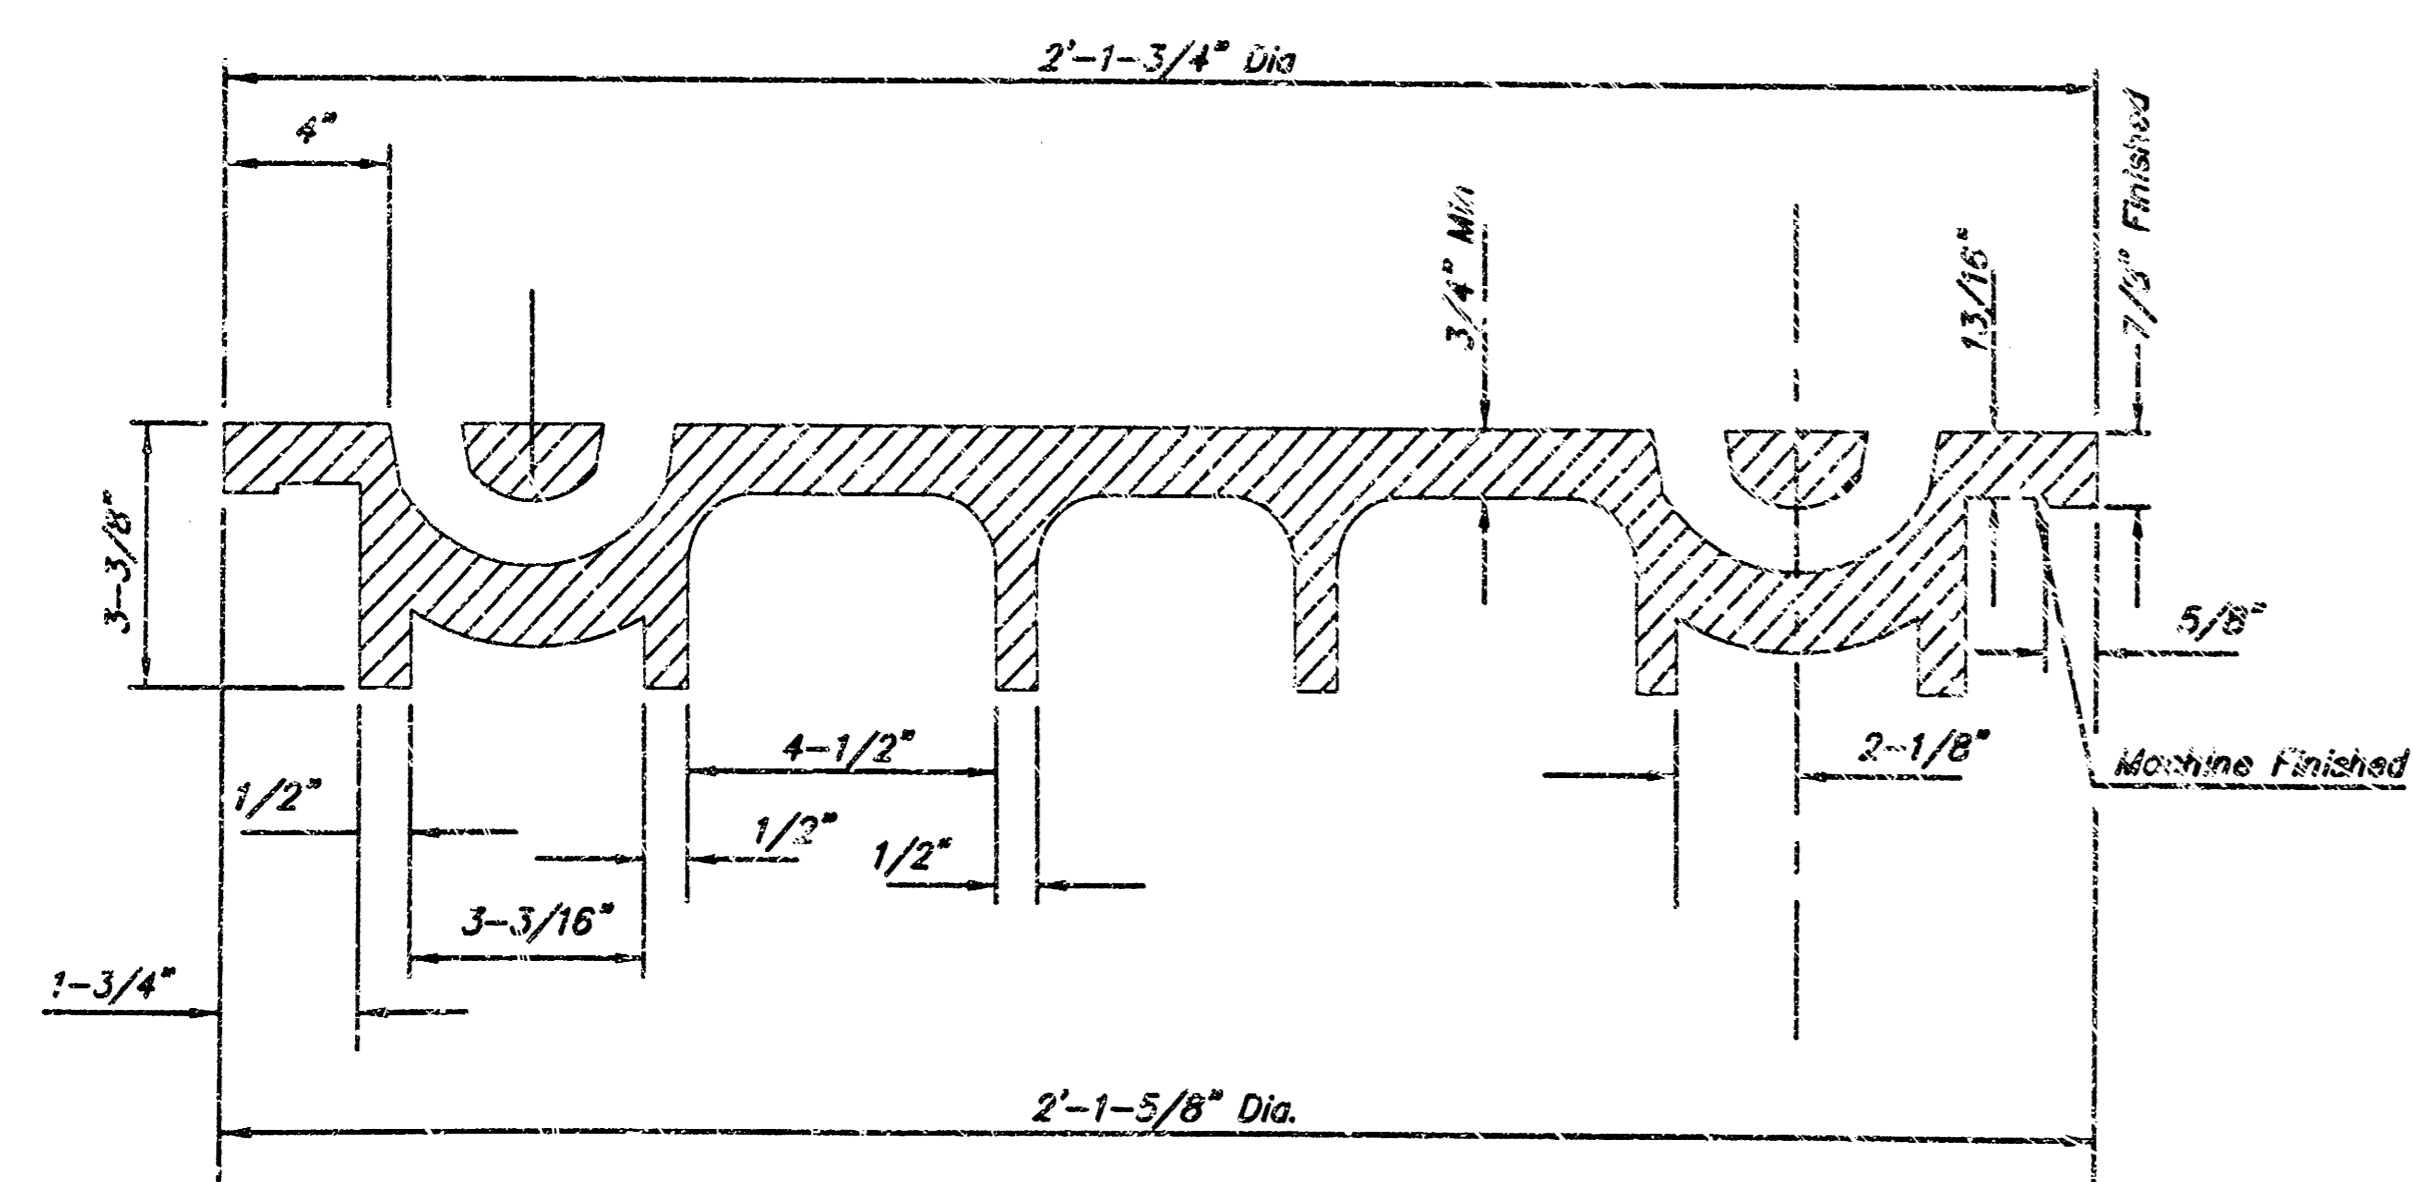 2'-1-3/4" Dia
4"
3/4" Min
13/16"
7/8" Finished
3-3/8"
5/8"
4-1/2"
2-1/8"
Machine Finished
1/2"
1/2"
1/2"
3-3/16"
1-3/4"
2'-1-5/8" Dia.